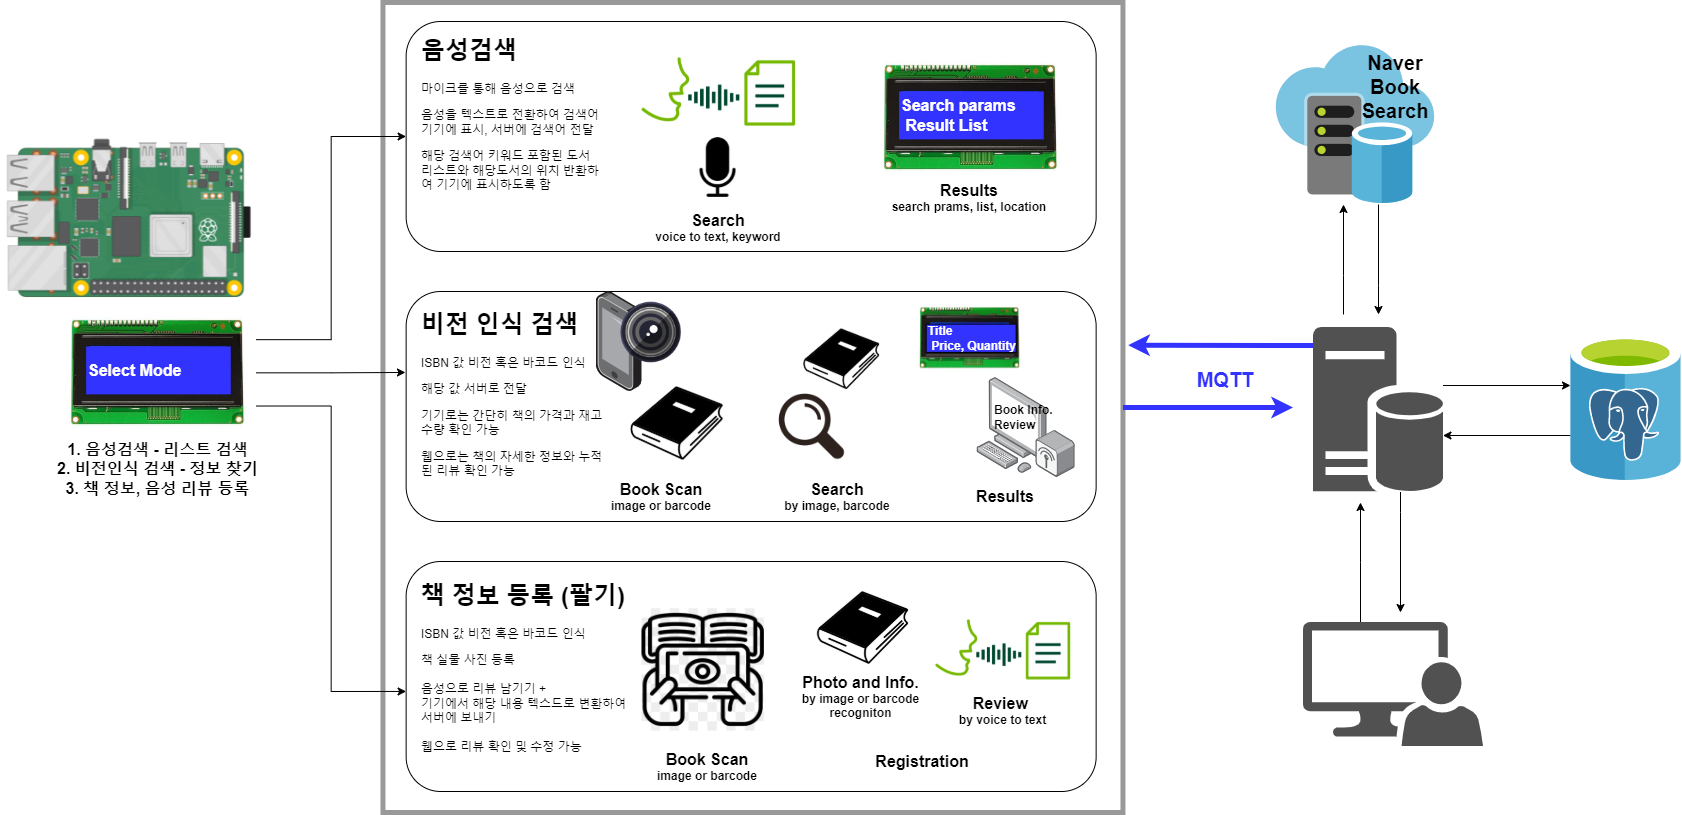 Select Mode
1. 음성검색 - 리스트 검색
2. 비전인식 검색 - 정보 찾기
3. 책 정보, 음성 리뷰 등록
음성검색
마이크를 통해 음성으로 검색
음성을 텍스트로 전환하여 검색어
기기에 표시, 서버에 검색어 전달
해당 검색어 키워드 포함된 도서
리스트와 해당도서의 위치 반환하
여 기기에 표시하도록 함
Search
voice to text, keyword
Search params
Result List
Results
search prams, list, location
비전 인식 검색
ISBN 값 비전 혹은 바코드 인식
해당 값 서버로 전달
기기로는 간단히 책의 가격과 재고
수량 확인 가능
웹으로는 책의 자세한 정보와 누적
된 리뷰 확인 가능
Book Scan
image or barcode
Search
by image, barcode
Title
Price, Quantity
Book Info.
Review
Results
책 정보 등록 (팔기)
ISBN 값 비전 혹은 바코드 인식
책 실물 사진 등록
음성으로 리뷰 남기기 +
기기에서 해당 내용 텍스트로 변환하여
서버에 보내기
웹으로 리뷰 확인 및 수정 가능
Book Scan
image or barcode
Photo and Info.
by image or barcode
recogniton
Review
by voice to text
Registration
MQTT
Naver
Book
Search